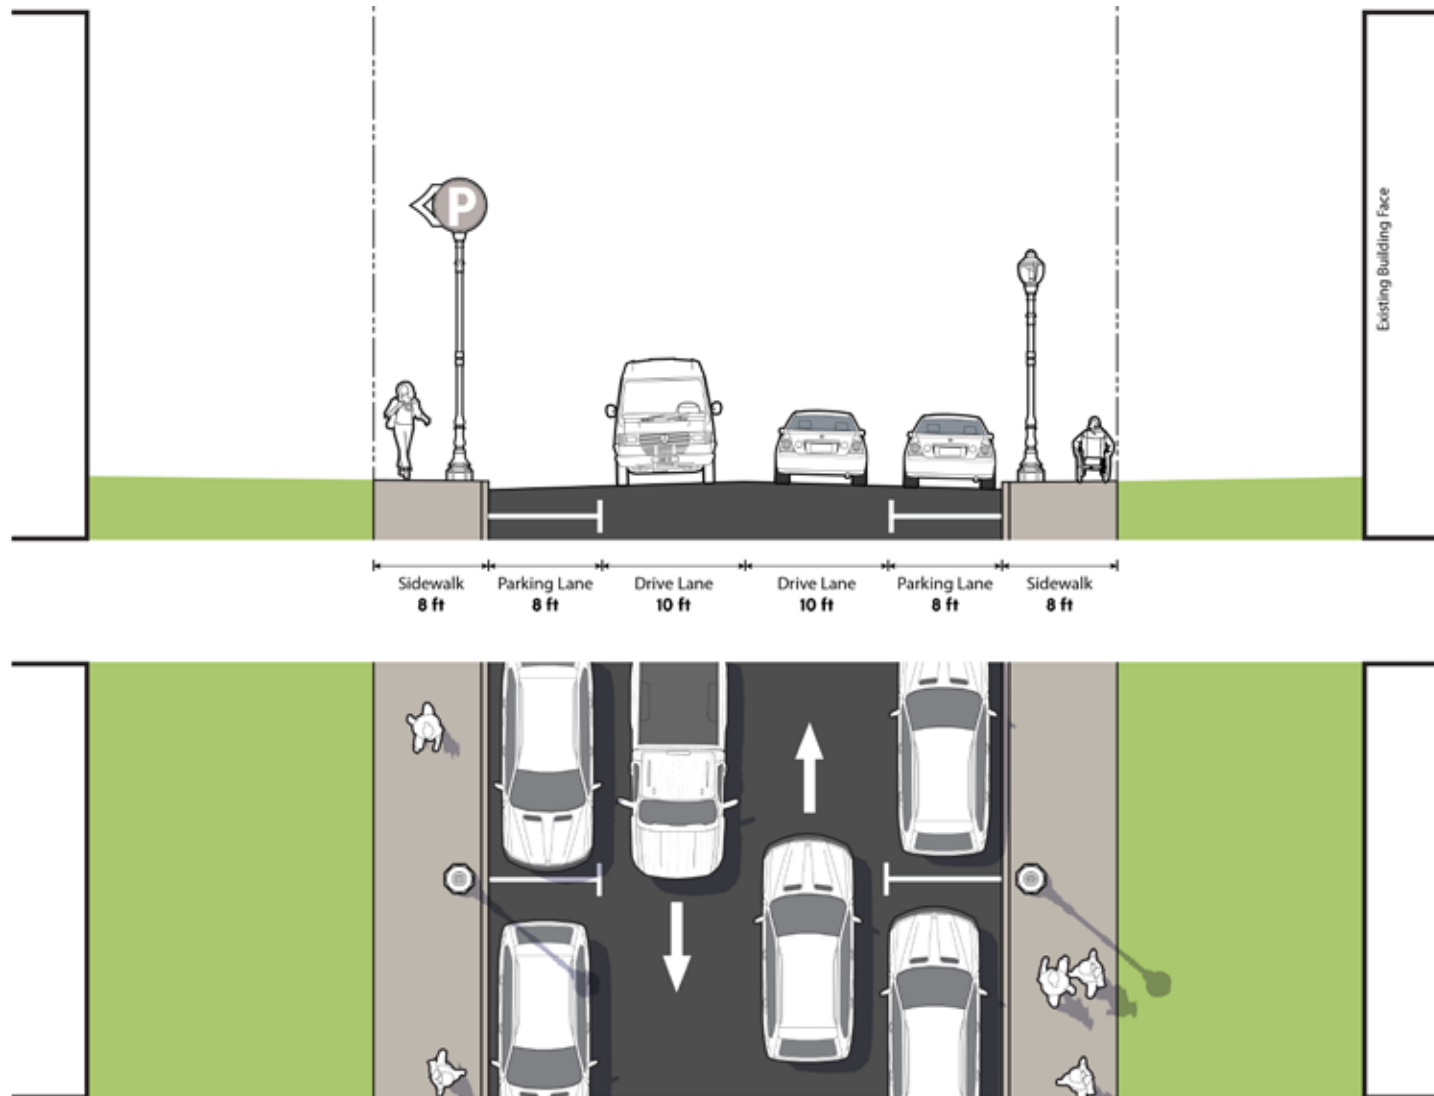 P
Existing Building Face
Sidewalk
8 ft
Parking Lane
8 ft
Drive Lane
10 ft
Drive Lane
10 ft
Parking Lane
8 ft
Sidewalk
8 ft